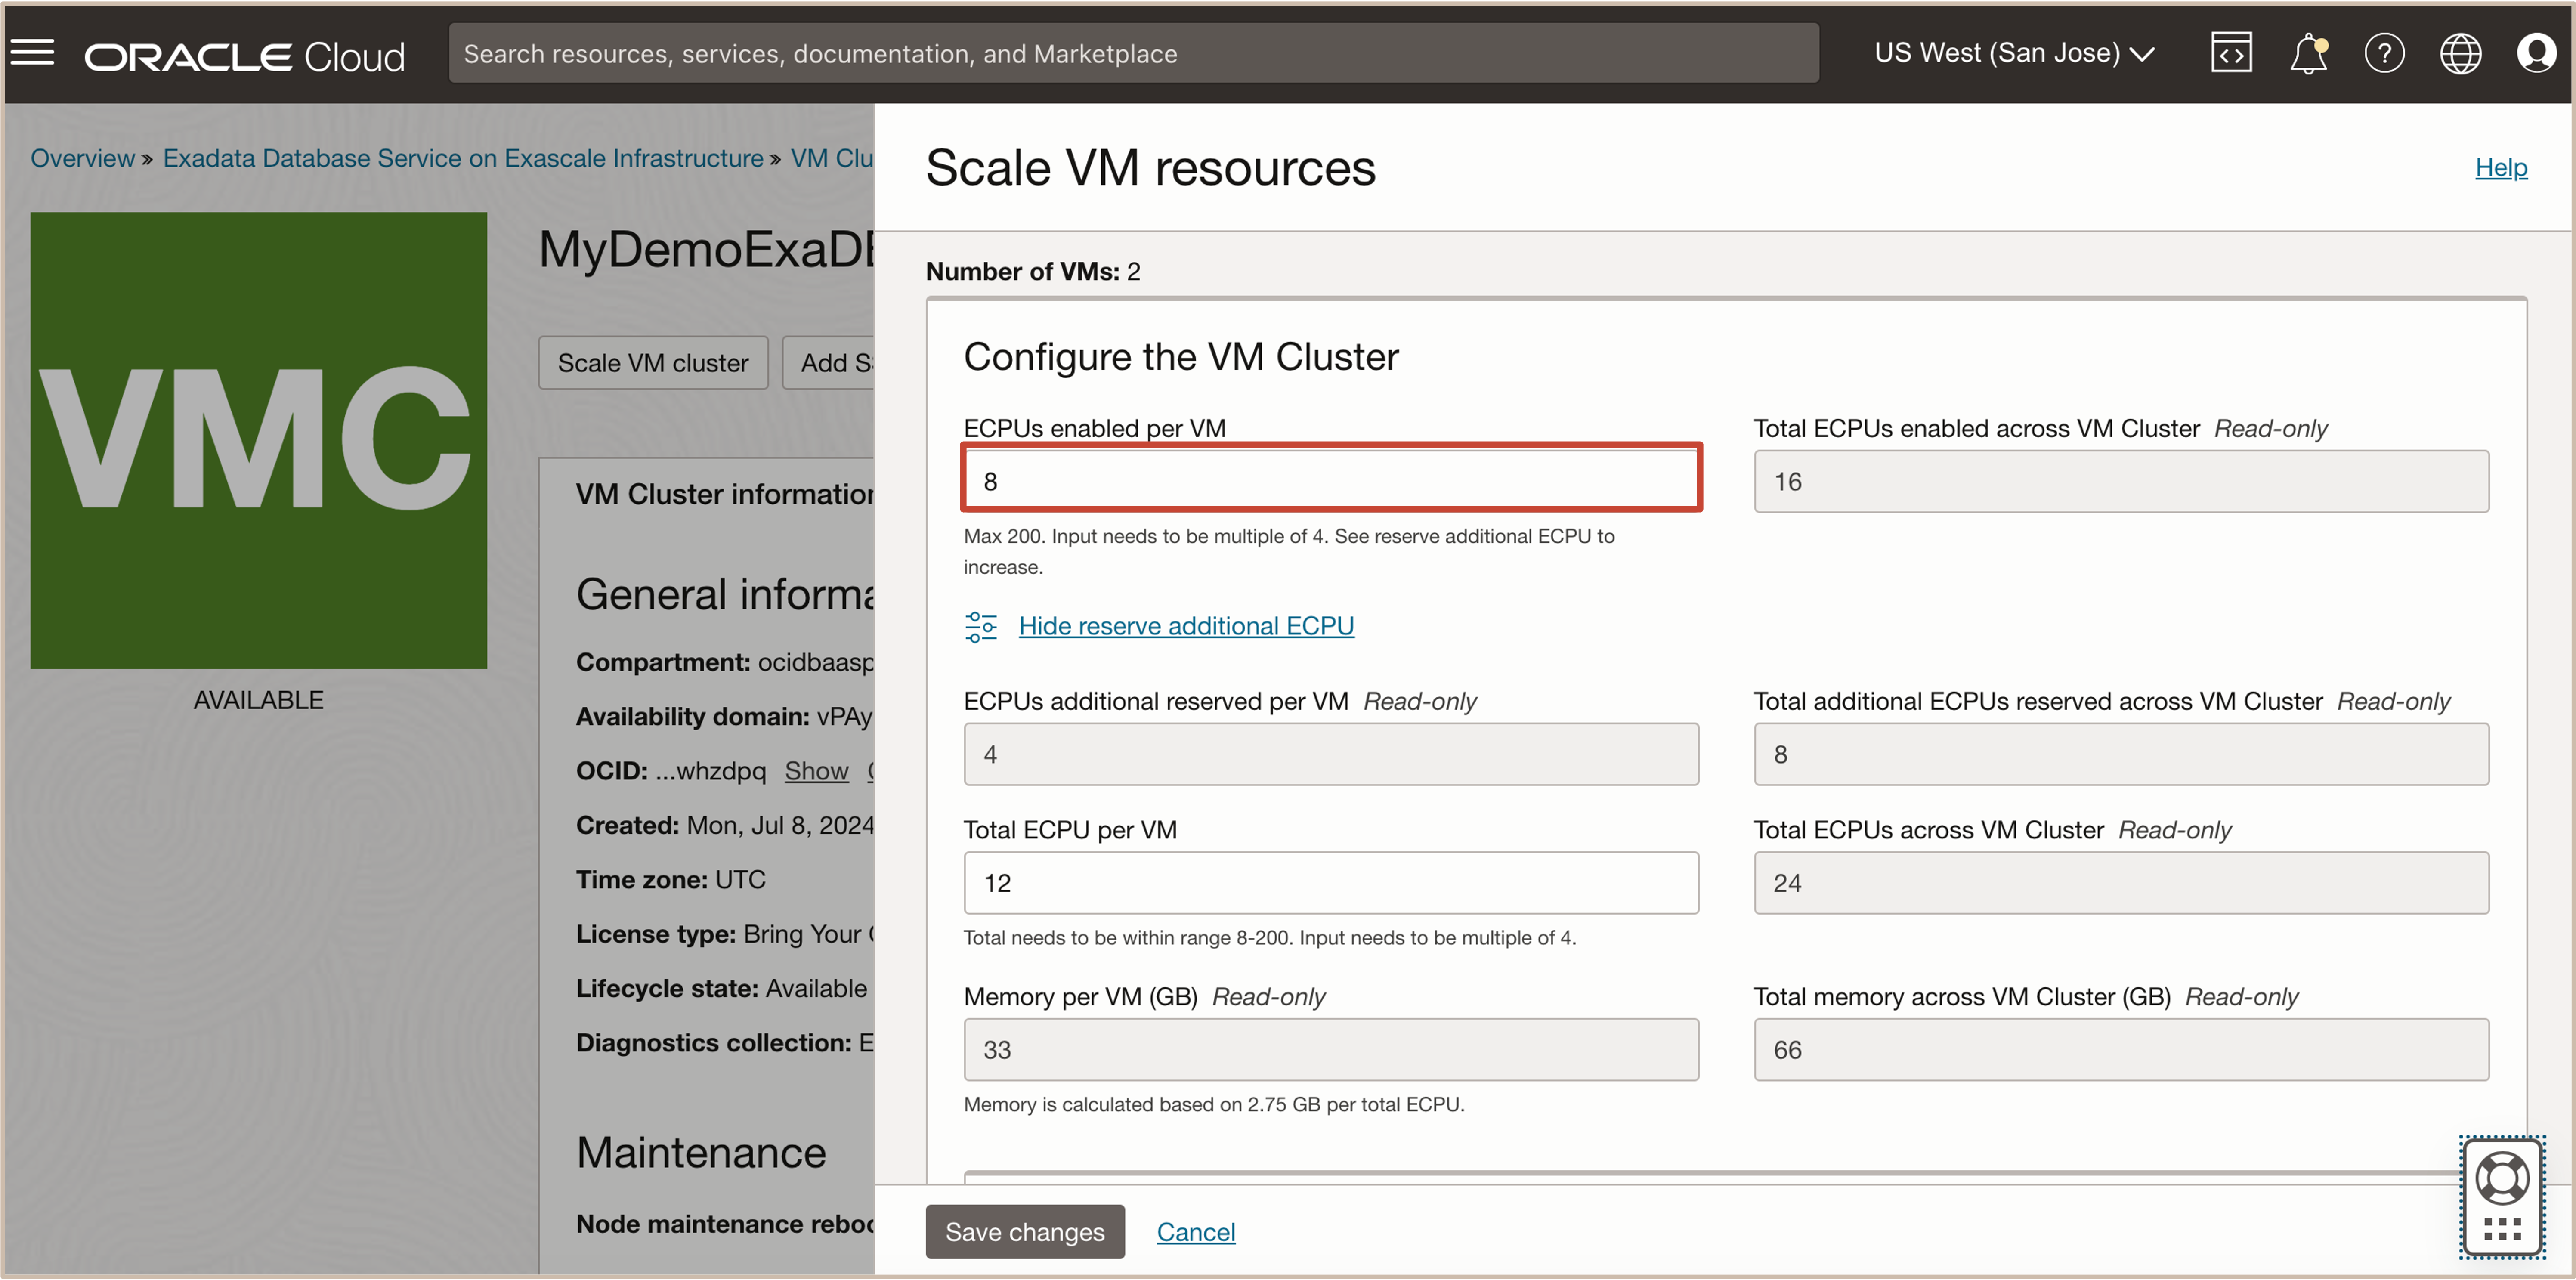 ORACLE Cloud
Search resources, services, documentation, and Marketplace
US West (San Jose)
Overview » Exadata Database Service on Exascale Infrastructure » VM Clu
VMC
AVAILABLE
MyDemoExaD
Scale VM cluster
Add S
VM Cluster information
General informa
Compartment: ocidbaasp
Availability domain: vPAy
OCID: ...whzdpq Show
Created: Mon, Jul 8, 2024
Time zone: UTC
License type: Bring Your
Lifecycle state: Available
Diagnostics collection: E
Maintenance
Node maintenance reboo
Scale VM resources
Help
Number of VMs: 2
Configure the VM Cluster
ECPUs enabled per VM
8
Max 200. Input needs to be multiple of 4. See reserve additional ECPU to
increase.
Total ECPUs enabled across VM Cluster Read-only
16
Hide reserve additional ECPU
ECPUs additional reserved per VM Read-only
4
Total additional ECPUs reserved across VM Cluster Read-only
8
Total ECPU per VM
12
Total needs to be within range 8-200. Input needs to be multiple of 4.
Total ECPUs across VM Cluster Read-only
24
Memory per VM (GB) Read-only
33
Memory is calculated based on 2.75 GB per total ECPU.
Total memory across VM Cluster (GB) Read-only
66
Save changes
Cancel